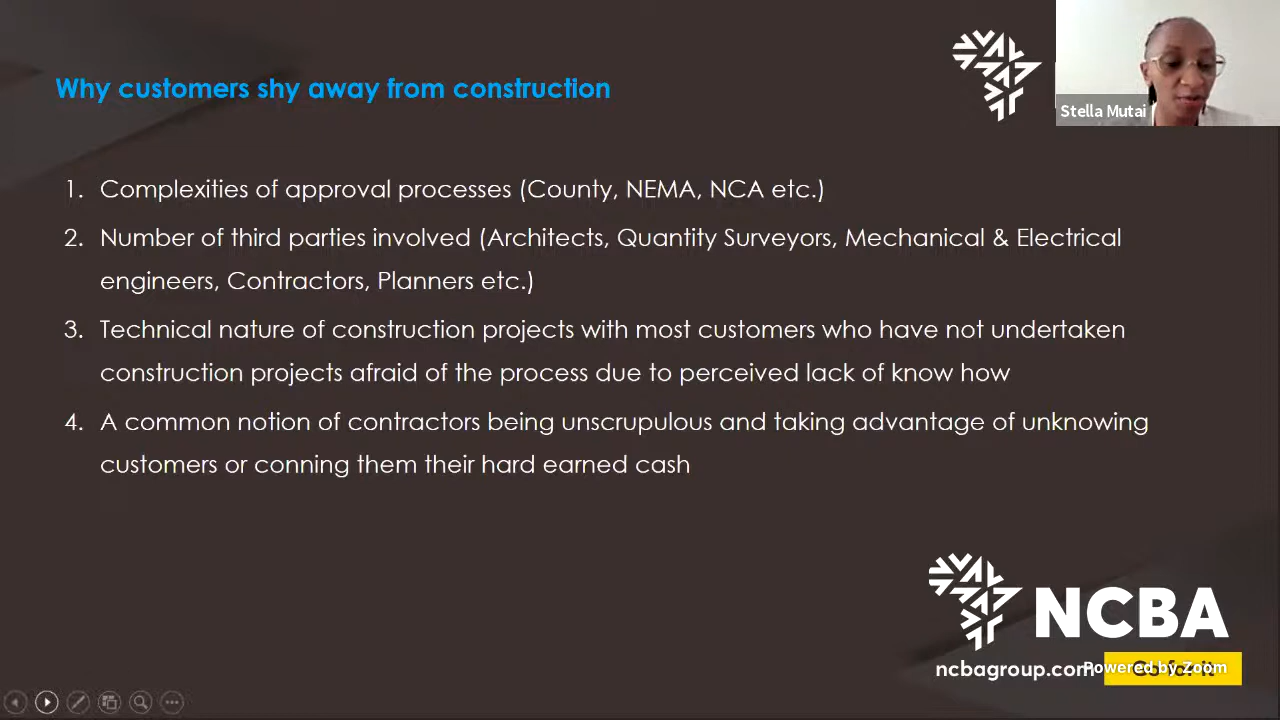 Why customers shy away from construction
Stella Mutai
1. Complexities of approval processes (County, NEMA, NCA etc.)
2. Number of third parties involved (Architects, Quantity Surveyors, Mechanical & Electrical
engineers, Contractors, Planners etc.)
3. Technical nature of construction projects with most customers who have not undertaken
construction projects afraid of the process due to perceived lack of know how
4. A common notion of contractors being unscrupulous and taking advantage of unknowing
customers or conning them their hard earned cash
NCBA
ncbagroup.com
Go for it
Powered by Zoom